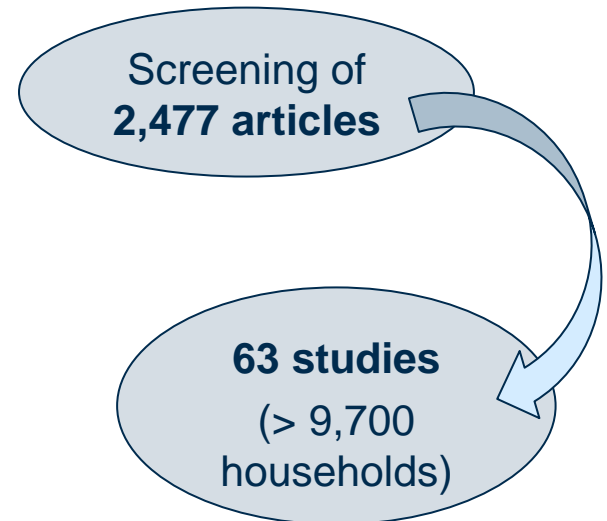 Screening of
2,477 articles
63 studies
(> 9,700
households)